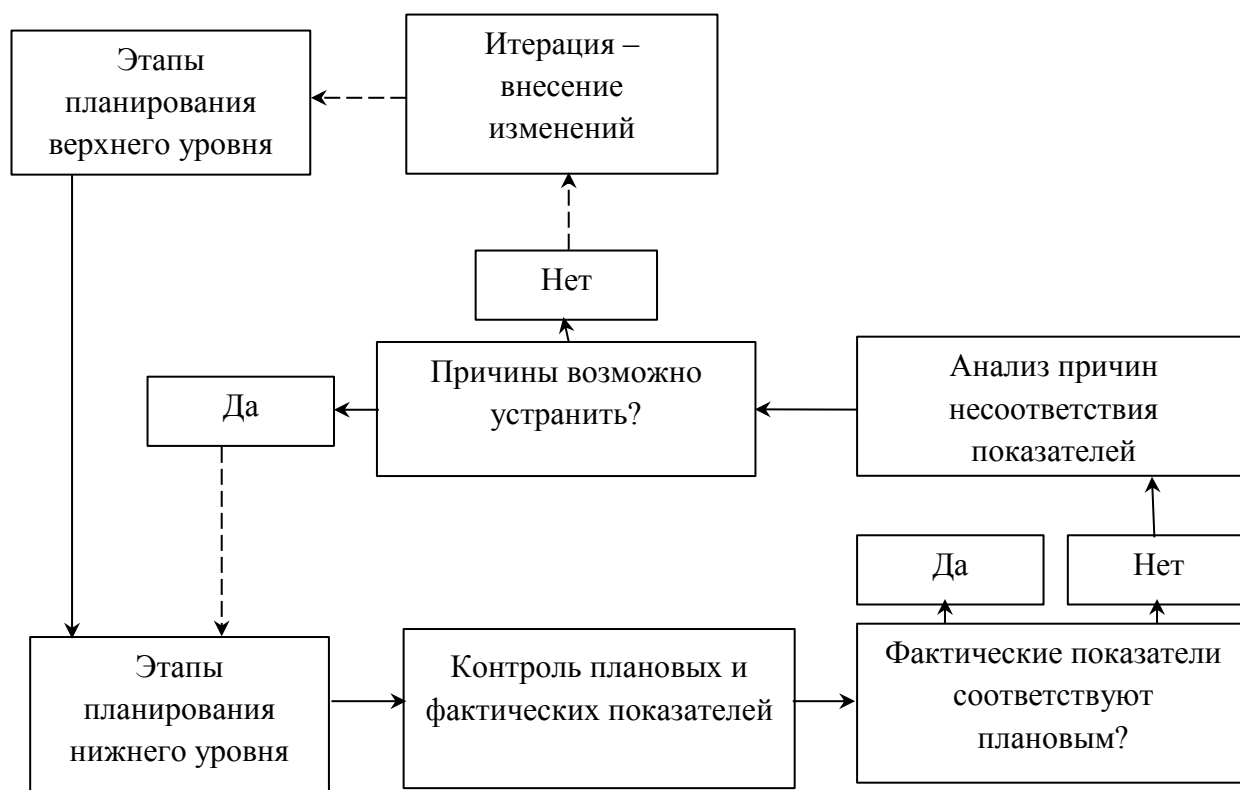 Этапы
планирования
верхнего уровня
Итерация –
внесение
изменений
Нет
Да
Причины возможно
устранить?
Анализ причин
несоответствия
показателей
Да
Нет
Этапы
планирования
нижнего уровня
Контроль плановых и
фактических показателей
Фактические показатели
соответствуют
плановым?